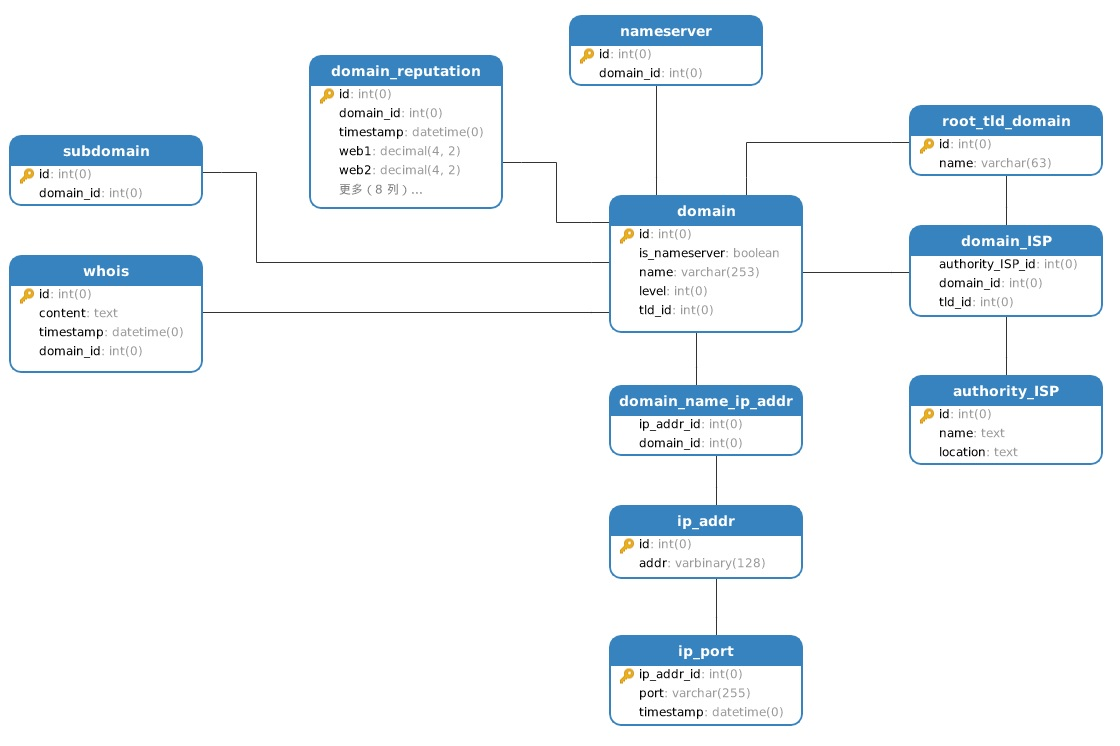 nameserver
id: int(0)
domain_id: int(0)
domain_reputation
id: int(0)
domain_id: int(0)
timestamp: datetime(0)
web1: decimal(4, 2)
web2: decimal(4, 2)
更多 ( 8 列 ) ...
root_tld_domain
id: int(0)
name: varchar(63)
subdomain
id: int(0)
domain_id: int(0)
domain
id: int(0)
is_nameserver: boolean
name: varchar(253)
level: int(0)
tld_id: int(0)
domain_ISP
authority_ISP_id: int(0)
domain_id: int(0)
tld_id: int(0)
whois
id: int(0)
content: text
timestamp: datetime(0)
domain_id: int(0)
domain_name_ip_addr
ip_addr_id: int(0)
domain_id: int(0)
authority_ISP
id: int(0)
name: text
location: text
ip_addr
id: int(0)
addr: varbinary(128)
ip_port
ip_addr_id: int(0)
port: varchar(255)
timestamp: datetime(0)